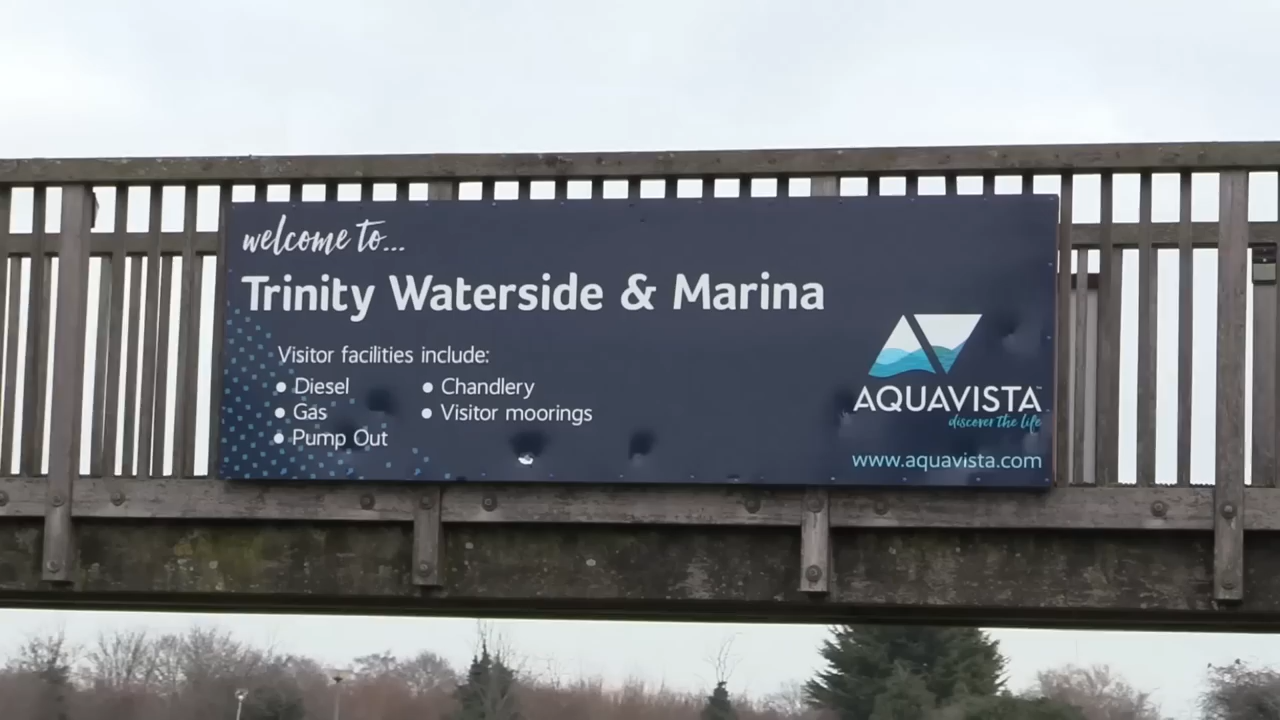 welcome to...
Trinity Waterside & Marina
Visitor facilities include:
• Diesel
• Gas
• Pump Out
• Chandlery
• Visitor moorings
AQUAVISTA™
discover the life
www.aquavista.com